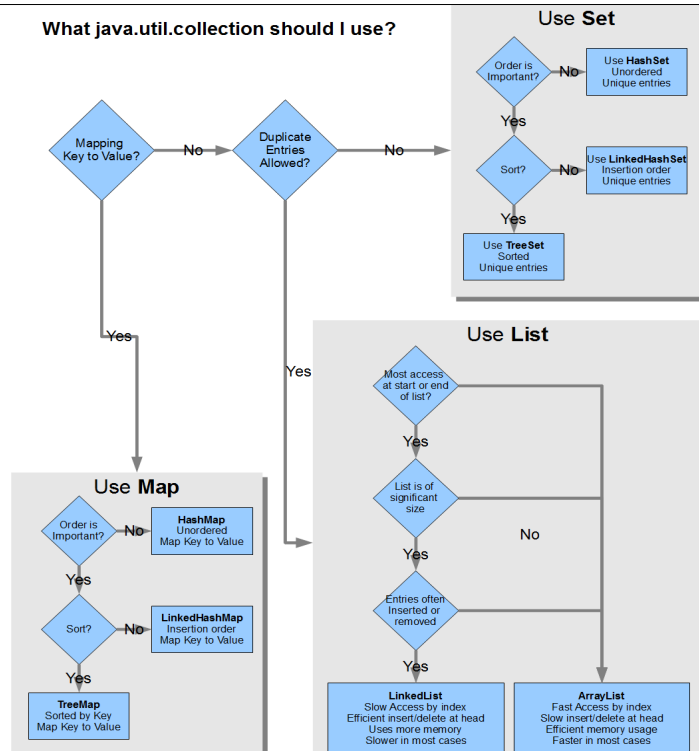 What java.util.collection should I use?
Mapping
Key to Value?
No
Duplicate
Entries
Allowed?
No
Yes
Yes
Use Set
Order is
Important?
No
Use HashSet
Unordered
Unique entries
Yes
Sort?
No
Use LinkedHashSet
Insertion order
Unique entries
Yes
Use TreeSet
Sorted
Unique entries
Use List
Most access
at start or end
of list?
Yes
List is of
significant
size
No
Yes
Entries often
Inserted or
removed
Yes
LinkedList
Slow Access by index
Efficient insert/delete at head
Uses more memory
Slower in most cases
ArrayList
Fast Access by index
Slow insert/delete at head
Efficient memory usage
Faster in most cases
Use Map
Order is
Important?
No
HashMap
Unordered
Map Key to Value
Yes
Sort?
No
LinkedHashMap
Insertion order
Map Key to Value
Yes
TreeMap
Sorted by Key
Map Key to Value